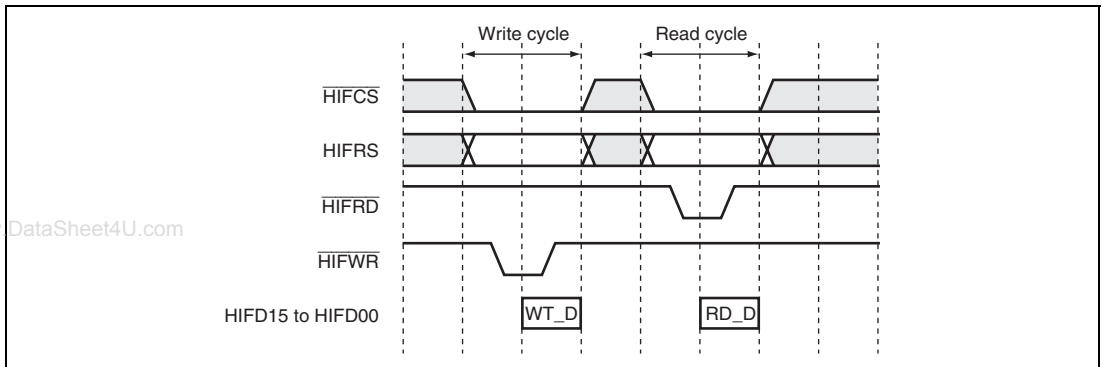 Write cycle Read cycle
HIFCS
HIFRS
HIFRD
.DataSheet4U.com
HIFWR
HIFD15 to HIFD00 WT_D RD_D